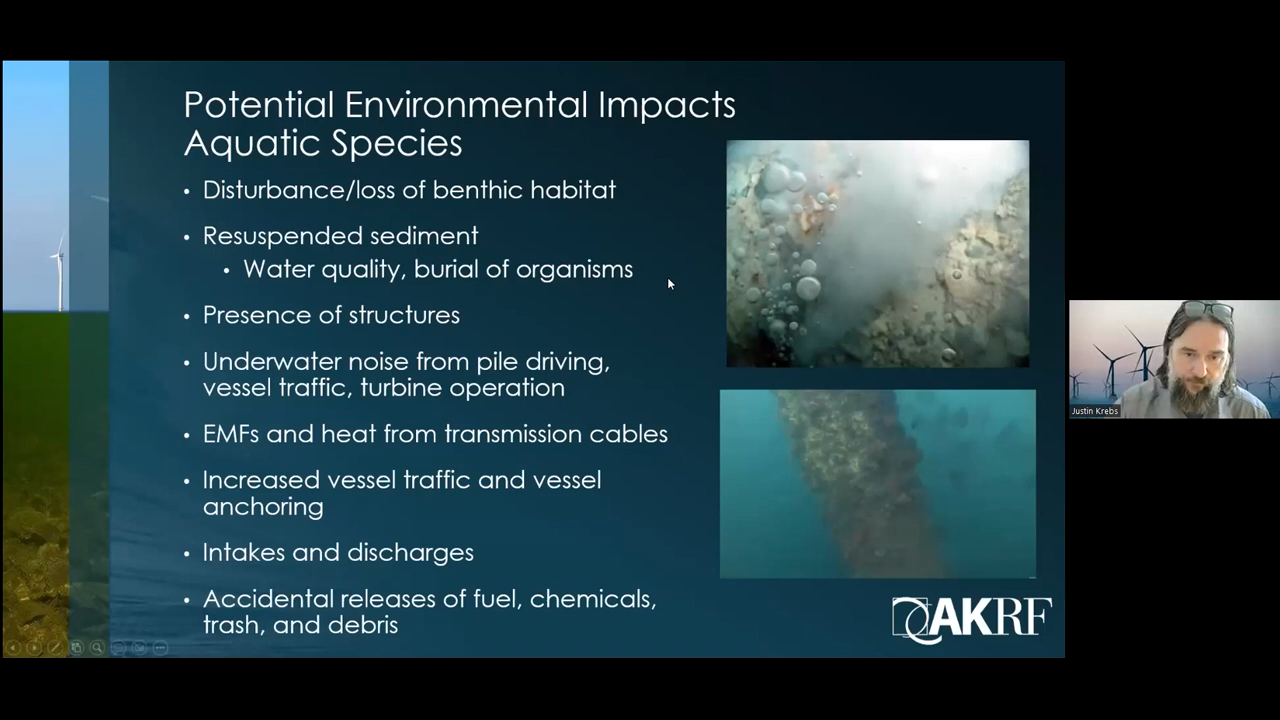 Potential Environmental Impacts
Aquatic Species
• Disturbance/loss of benthic habitat
• Resuspended sediment
• Water quality, burial of organisms
• Presence of structures
• Underwater noise from pile driving,
vessel traffic, turbine operation
• EMFs and heat from transmission cables
• Increased vessel traffic and vessel
anchoring
• Intakes and discharges
• Accidental releases of fuel, chemicals,
trash, and debris
AKRF
Justin Krebs